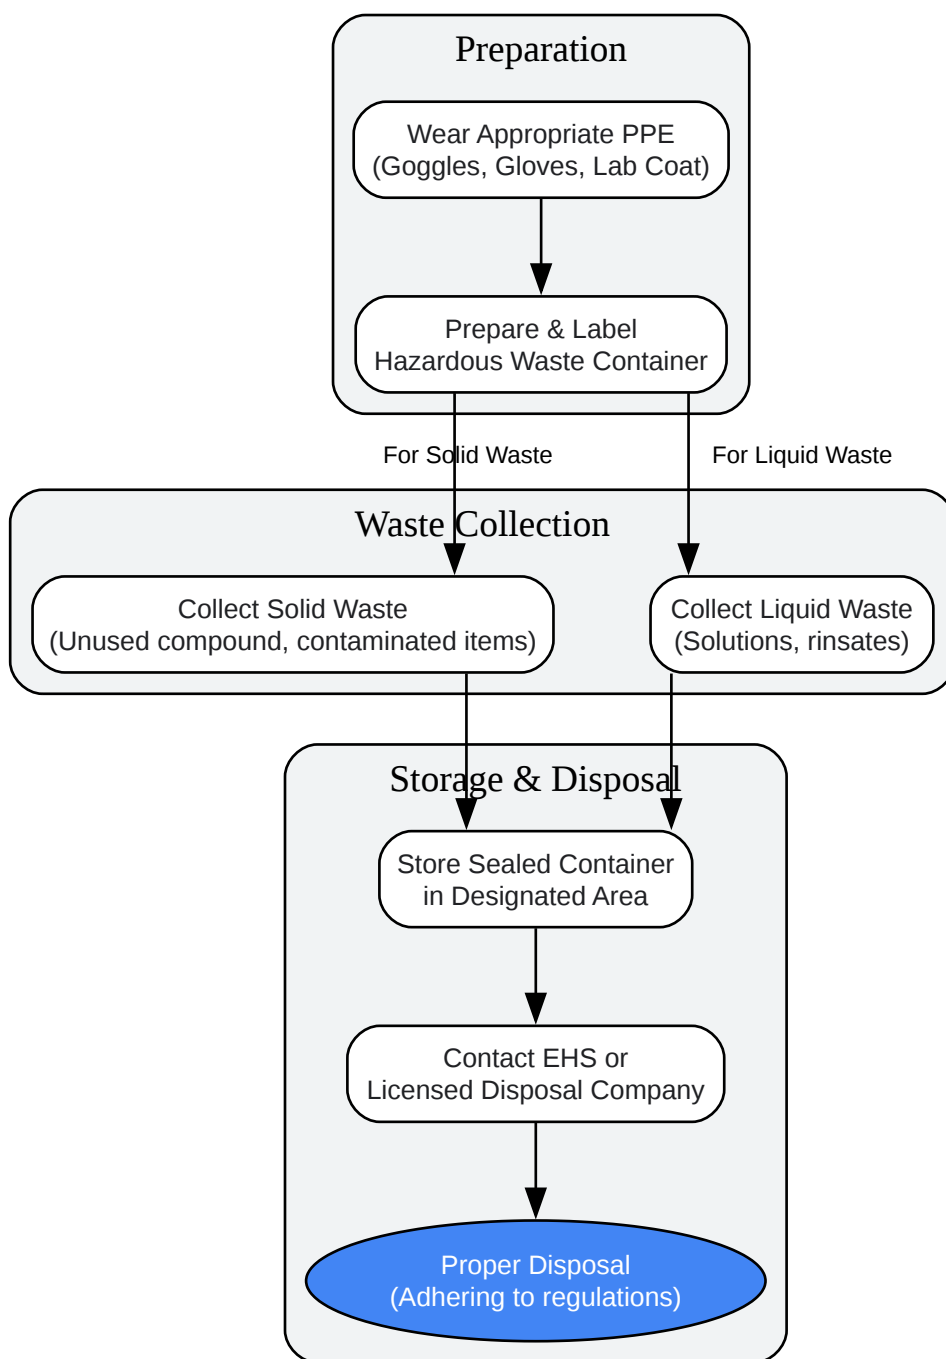 Preparation
Wear Appropriate PPE
(Goggles, Gloves, Lab Coat)
Prepare & Label
Hazardous Waste Container
For Solid Waste
For Liquid Waste
Waste Collection
Collect Solid Waste
(Unused compound, contaminated items)
Collect Liquid Waste
(Solutions, rinsates)
Storage & Disposal
Store Sealed Container
in Designated Area
Contact EHS or
Licensed Disposal Company
Proper Disposal
(Adhering to regulations)